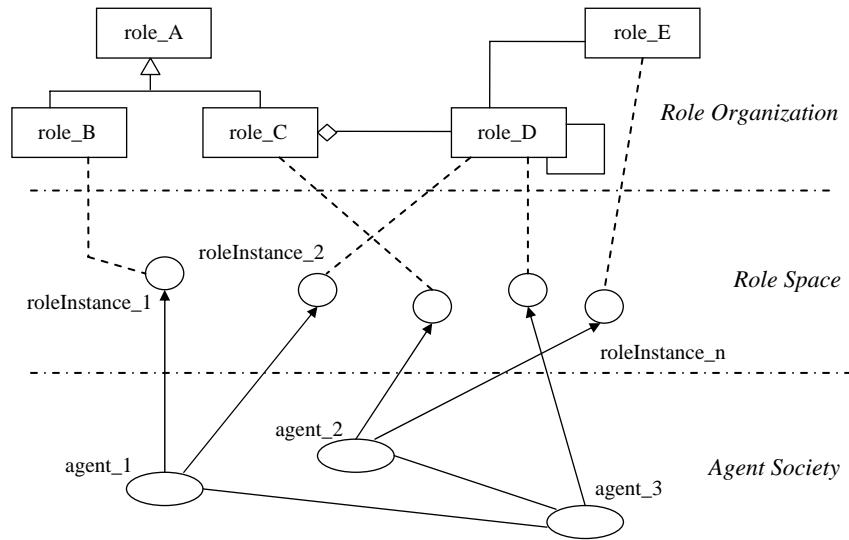 role_A
role_E
role_B
role_C
role_D
Role Organization
roleInstance_2
roleInstance_1
Role Space
roleInstance_n
agent_2
agent_1
Agent Society
agent_3